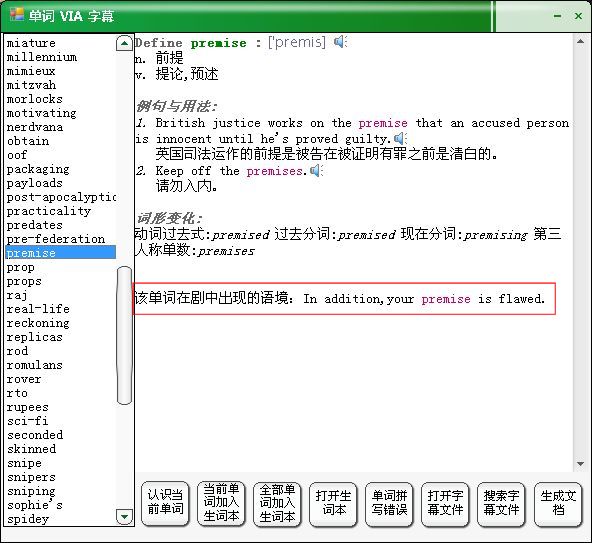 单词 VIA 字幕
miature
millennium
mimieux
mitzvah
morlocks
motivating
nerdvana
obtain
oof
packaging
payloads
post-apocalyptic
practicality
predates
pre-federation
premise
prop
props
raj
real-life
reckoning
replicas
rod
romulans
rover
rto
rupees
sci-fi
seconded
skinned
snipe
snipers
sniping
sophie's
spidey
Define premise : ['premis]
n. 前提
v. 提论,预述
例句与用法:
1. British justice works on the premise that an accused person
is innocent until he's proved guilty.
英国司法运作的前提是被告在被证明有罪之前是清白的。
2. Keep off the premises.
请勿入内。
词形变化:
动词过去式:premised 过去分词:premised 现在分词:premising 第三
人称单数:premises
该单词在剧中出现的语境: In addition,your premise is flawed.
认识当
前单词
当前单
词加入
生词本
全部单
词加入
生词本
打开生
词本
单词拼
写错误
打开字
幕文件
搜索字
幕文件
生成文
档